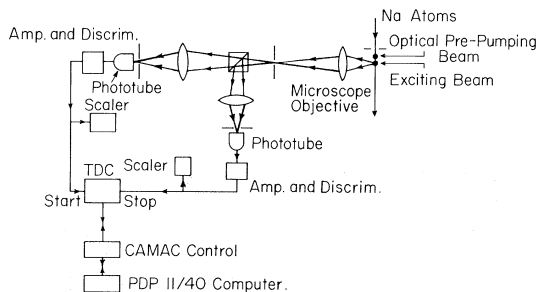 Na Atoms
Amp. and Discrim.
Optical Pre-Pumping
Beam
Exciting Beam
Phototube
Microscope
Objective
Scaler
Phototube
Scaler
TDC
Amp. and Discrim.
Start
Stop
CAMAC Control
PDP 11/40 Computer.